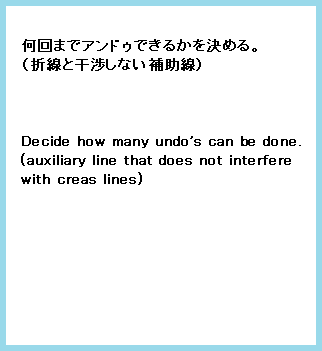 何回までアンドゥできるかを決める。
（折線と干渉しない補助線）
Decide how many undo's can be done.
(auxiliary line that does not interfere
with creas lines)